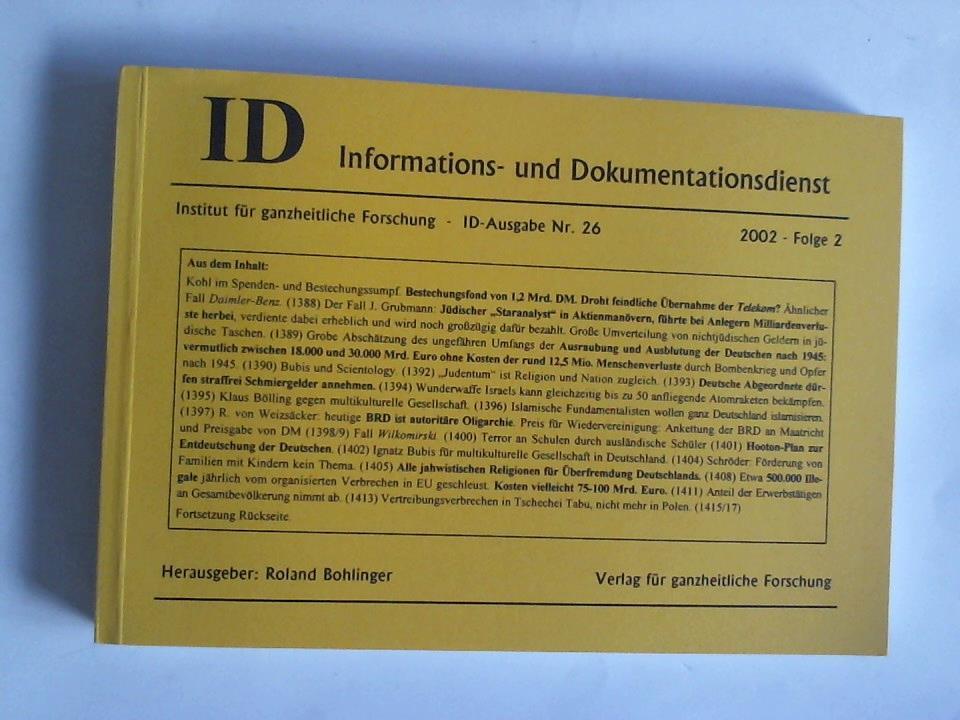 ID Informations- und Dokumentationsdienst
Institut für ganzheitliche Forschung - ID-Ausgabe Nr. 26 2002 - Folge 2
Aus dem Inhalt:
Kohl im Spenden- und Bestechungssumpf. Bestechungsfond von 1,2 Mrd. DM. Droht feindliche Übernahme der Telekom? Ähnlicher
Fall Daimler-Benz. (1388) Der Fall J. Grubmann: Jüdischer „Staranalyst“ in Aktienmanövern, führte bei Anlegern Milliardenverlu-
ste herbei, verdiente dabei erheblich und wird noch großzügig dafür bezahlt. Große Umverteilung von nichtjüdischen Geldern in jü-
dische Taschen. (1389) Grobe Abschätzung des ungefähren Umfangs der Ausraubung und Ausblutung der Deutschen nach 1945:
vermutlich zwischen 18.000 und 30.000 Mrd. Euro ohne Kosten der rund 12,5 Mio. Menschenverluste durch Bombenkrieg und Opfer
nach 1945. (1390) Bubis und Scientology. (1392) „Judentum“ ist Religion und Nation zugleich. (1393) Deutsche Abgeordnete dür-
fen straffrei Schmiergelder annehmen. (1394) Wunderwaffe Israels kann gleichzeitig bis zu 50 anfliegende Atomraketen bekämpfen.
(1395) Klaus Bölling gegen multikulturelle Gesellschaft. (1396) Islamische Fundamentalisten wollen ganz Deutschland islamisieren.
(1397) R. von Weizsäcker: heutige BRD ist autoritäre Oligarchie. Preis für Wiedervereinigung: Ankettung der BRD an Maatricht
und Preisgabe von DM (1398/9) Fall Wilkomirski. (1400) Terror an Schulen durch ausländische Schüler (1401) Hooton-Plan zur
Entdeutschung der Deutschen. (1402) Ignatz Bubis für multikulturelle Gesellschaft in Deutschland. (1404) Schröder: Förderung von
Familien mit Kindern kein Thema. (1405) Alle jahwistischen Religionen für Überfremdung Deutschlands. (1408) Etwa 500.000 Ille-
gale jährlich vom organisierten Verbrechen in EU geschleust. Kosten vielleicht 75-100 Mrd. Euro. (1411) Anteil der Erwerbstätigen
an Gesamtbevölkerung nimmt ab. (1413) Vertreibungsverbrechen in Tschechei Tabu, nicht mehr in Polen. (1415/17)
Fortsetzung Rückseite.
Herausgeber: Roland Bohlinger Verlag für ganzheitliche Forschung